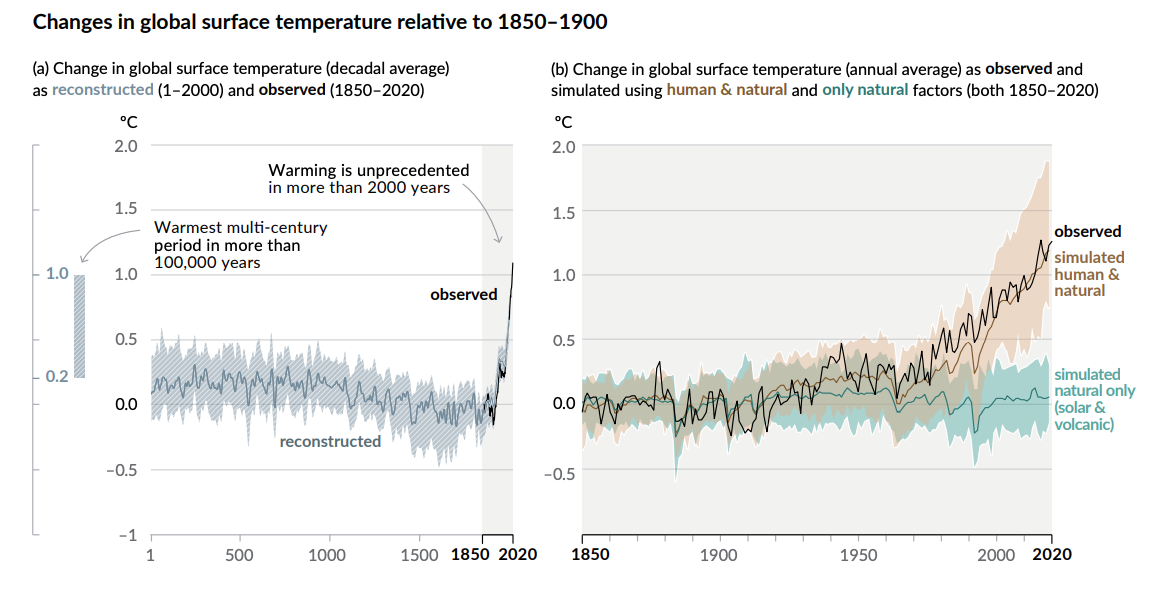 Changes in global surface temperature relative to 1850–1900
(a) Change in global surface temperature (decadal average)
as reconstructed (1–2000) and observed (1850–2020)
°C
2.0
1.5
1.0
0.5
0.0
−0.5
−1
1.0
0.2
Warming is unprecedented
in more than 2000 years
Warmest multi-century
period in more than
100,000 years
observed
reconstructed
1
500
1000
1500
1850
2020
(b) Change in global surface temperature (annual average) as observed and
simulated using human & natural and only natural factors (both 1850–2020)
°C
2.0
1.5
1.0
0.5
0.0
−0.5
observed
simulated
human &
natural
simulated
natural only
(solar &
volcanic)
1850
1900
1950
2000
2020